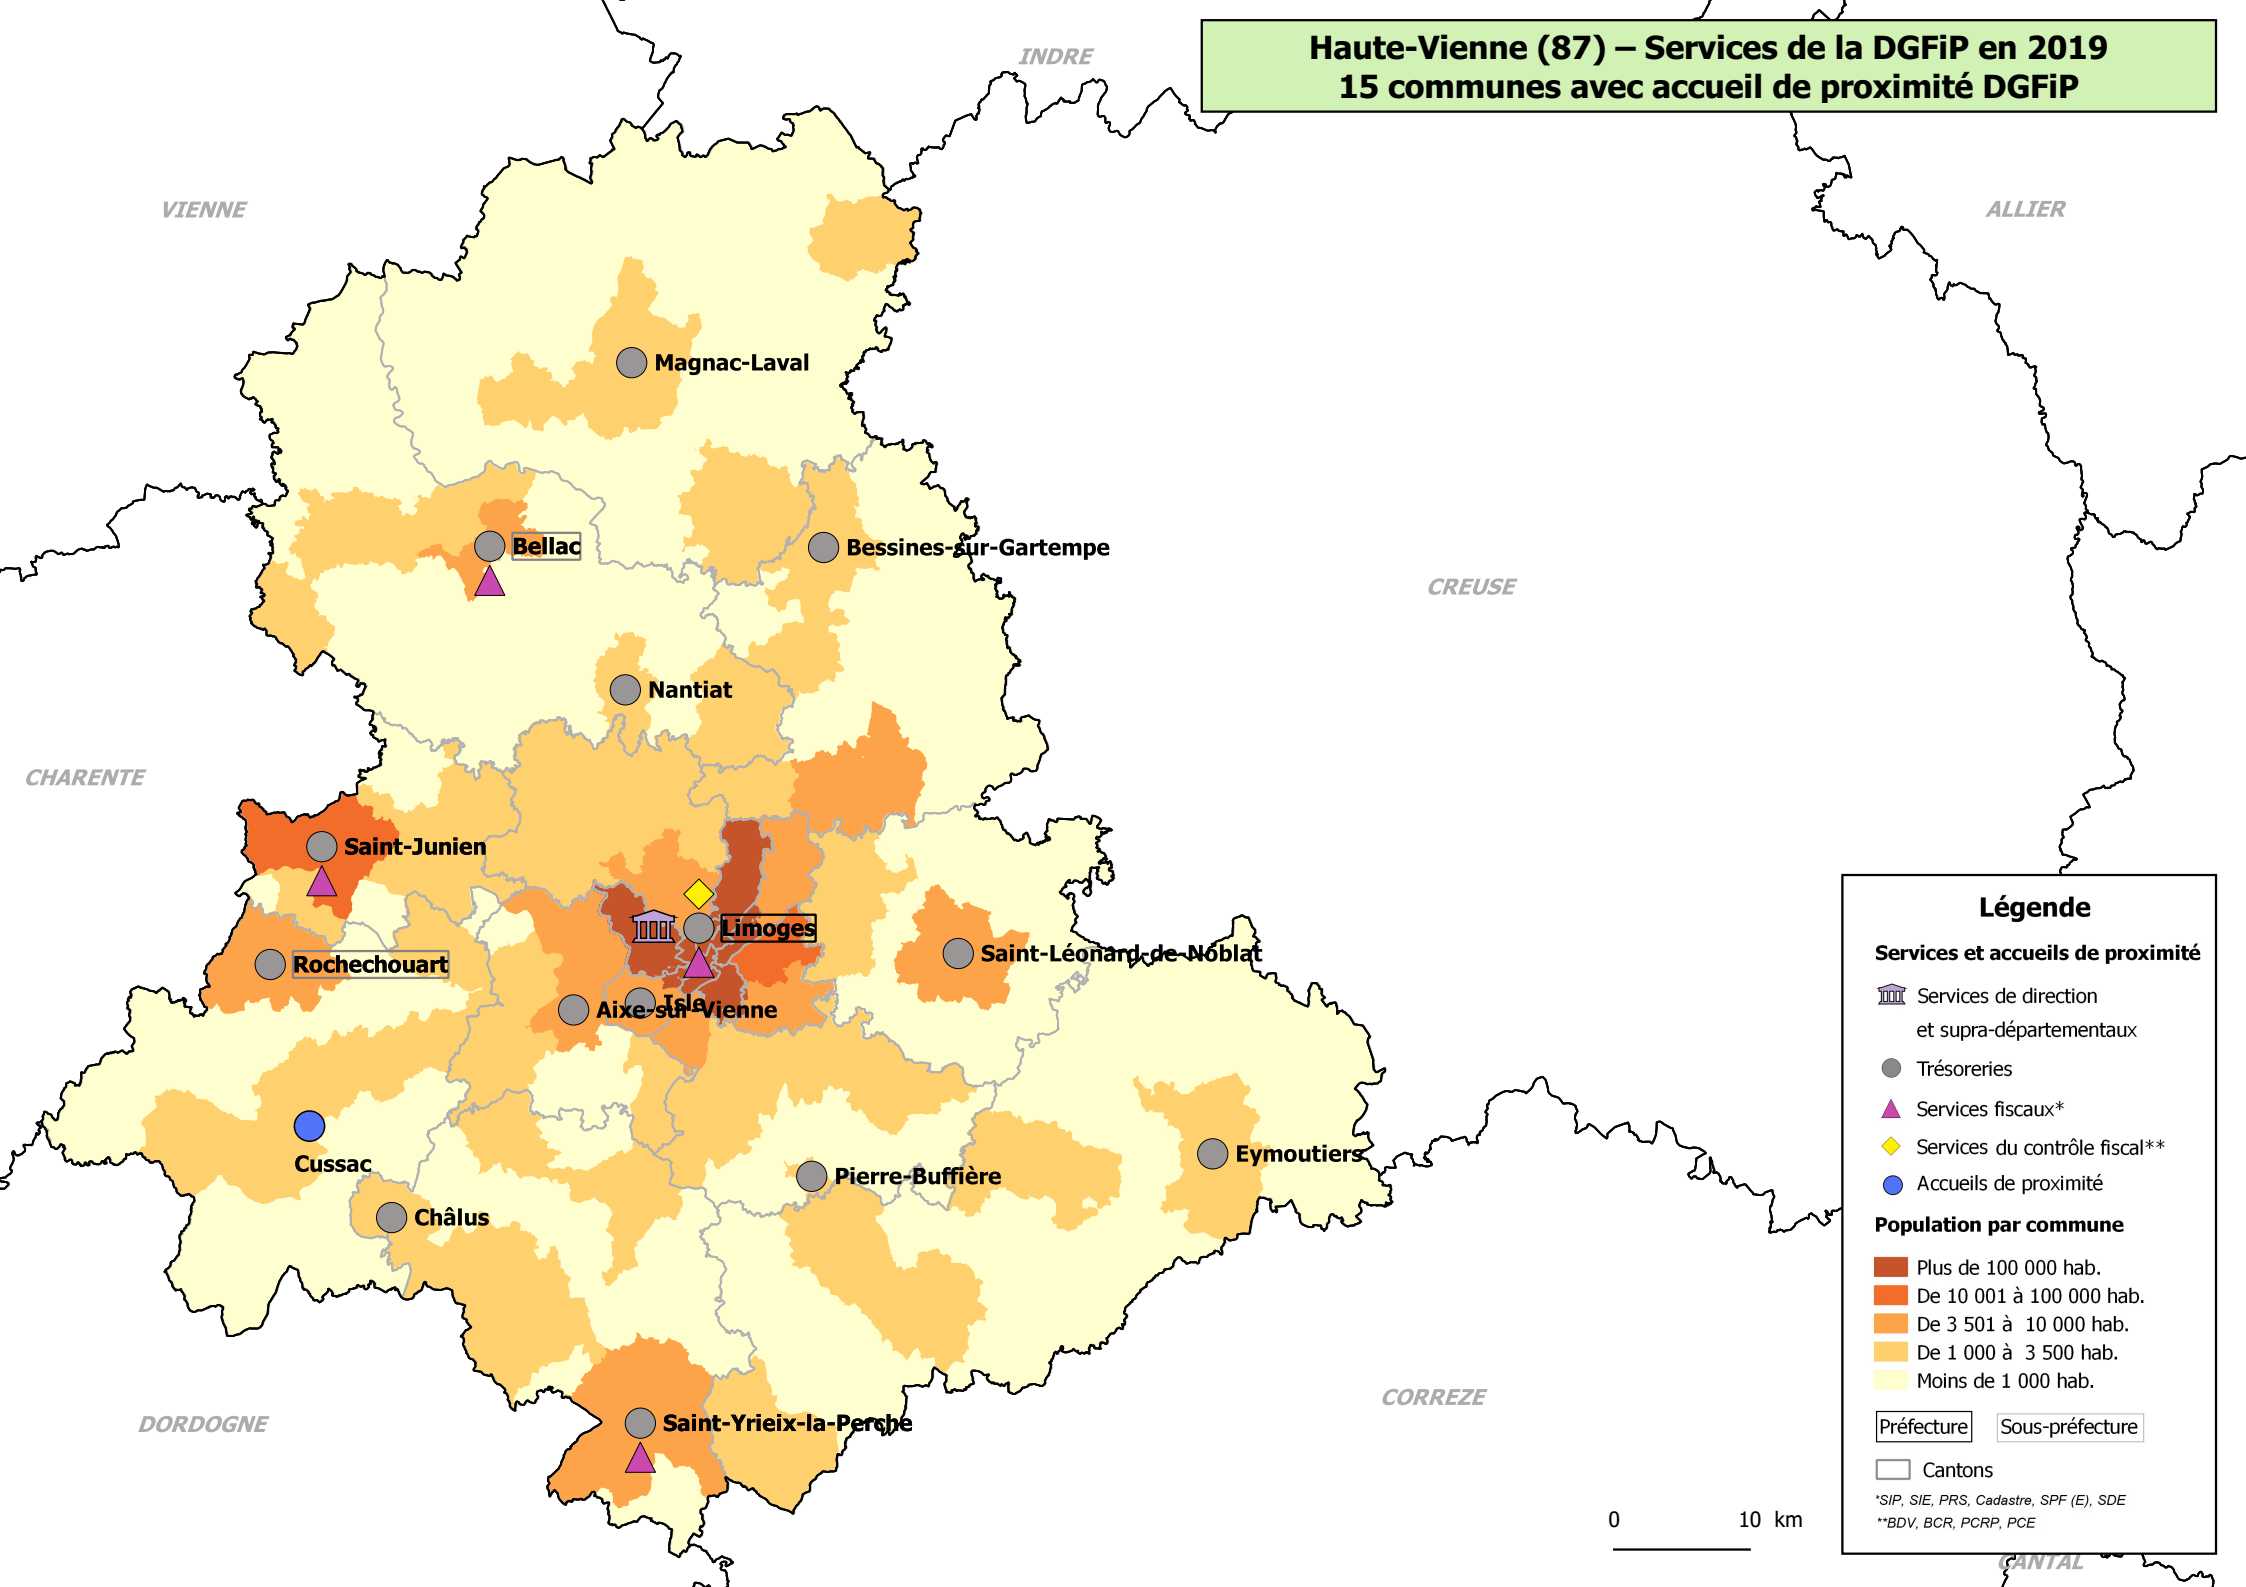 Haute-Vienne (87) – Services de la DGFiP en 2019
15 communes avec accueil de proximité DGFiP
INDRE
VIENNE
ALLIER
Magnac-Laval
Bellac
Bessines-sur-Gartempe
CREUSE
Nantiat
CHARENTE
Saint-Junien
Limoges
Saint-Léonard-de-Noblat
Rochechouart
Isle
Aixe-sur-Vienne
Eymoutiers
Cussac
Pierre-Buffière
Châlus
CORREZE
DORDOGNE
Saint-Yrieix-la-Perche
0 10 km
Légende
Services et accueils de proximité
Services de direction
et supra-départementaux
Trésoreries
Services fiscaux*
Services du contrôle fiscal**
Accueils de proximité
Population par commune
Plus de 100 000 hab.
De 10 001 à 100 000 hab.
De 3 501 à 10 000 hab.
De 1 000 à 3 500 hab.
Moins de 1 000 hab.
Préfecture Sous-préfecture
Cantons
*SIP, SIE, PRS, Cadastre, SPF (E), SDE
**BDV, BCR, PCRP, PCE
CANTAL